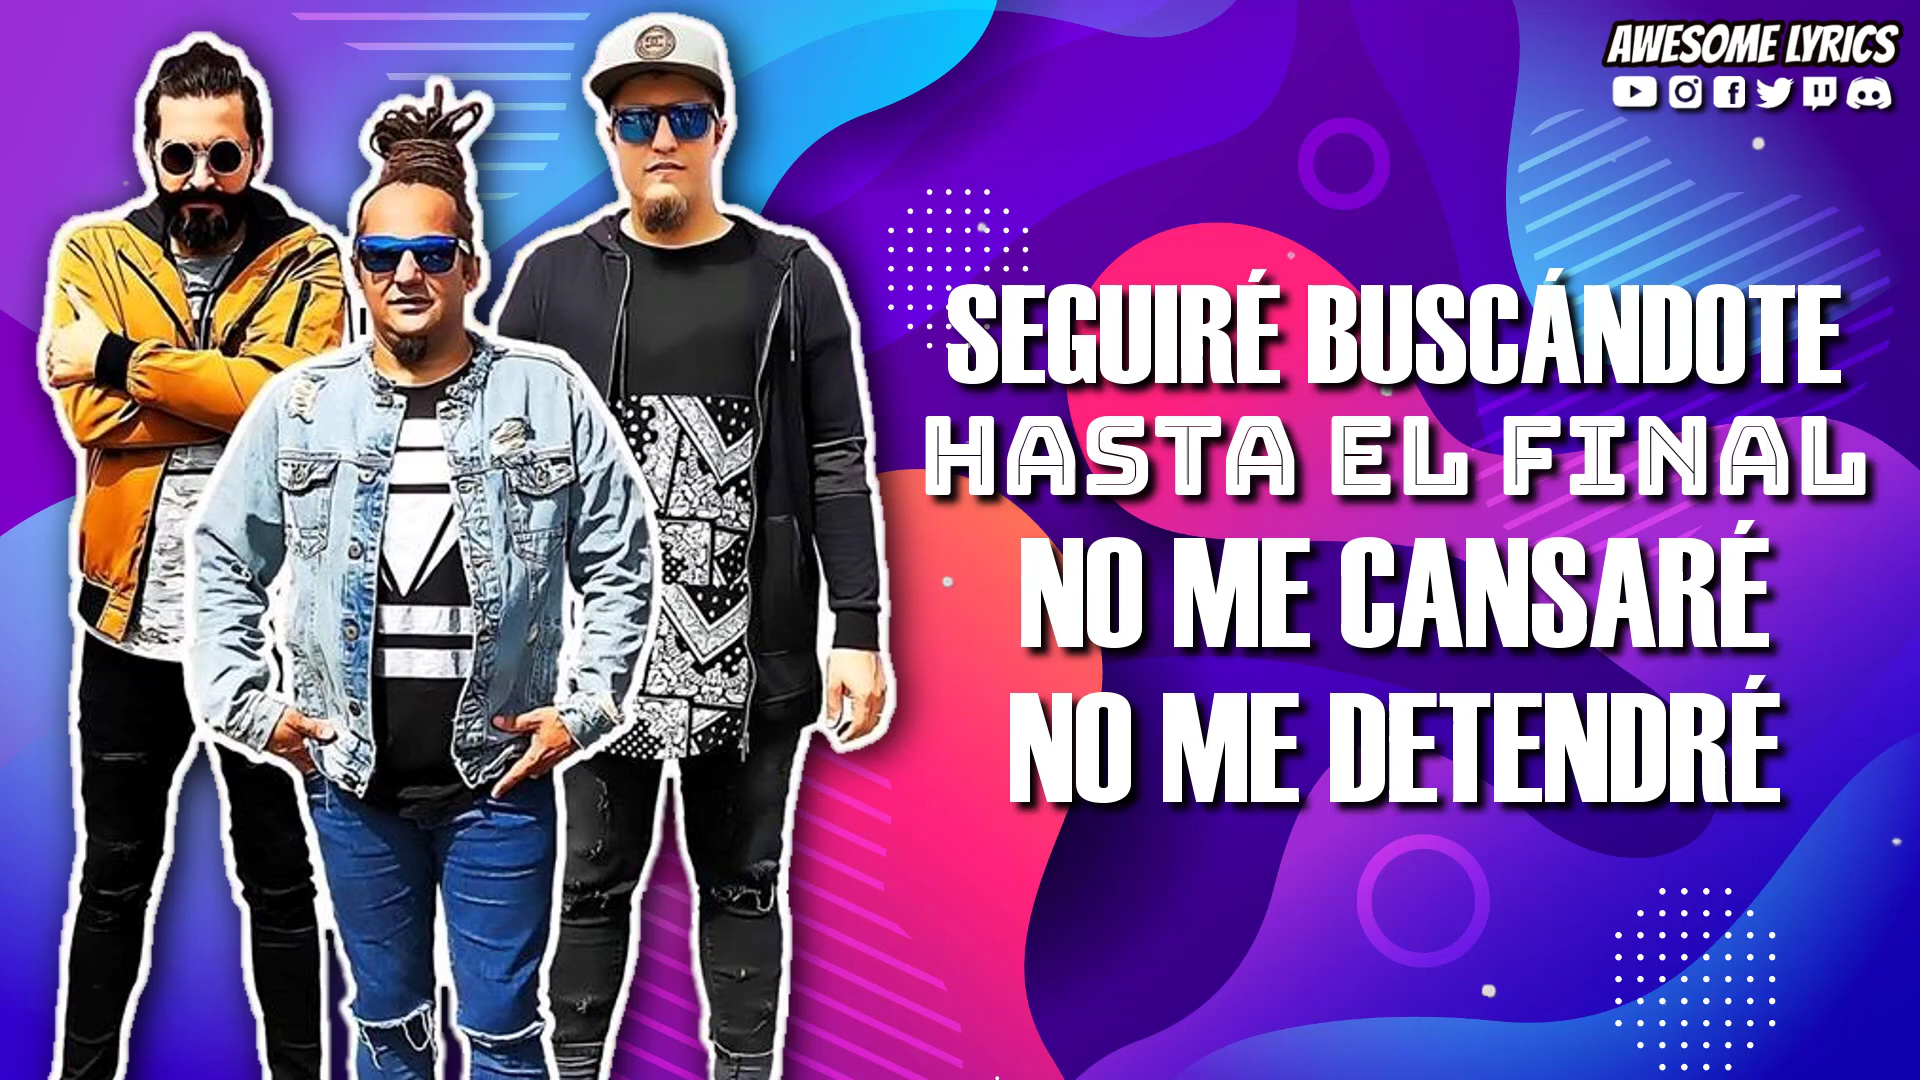 AWESOME LYRICS
SEGUIRÉ BUSCÁNDOTE
HASTA EL FINAL
NO ME CANSARÉ
NO ME DETENDRÉ